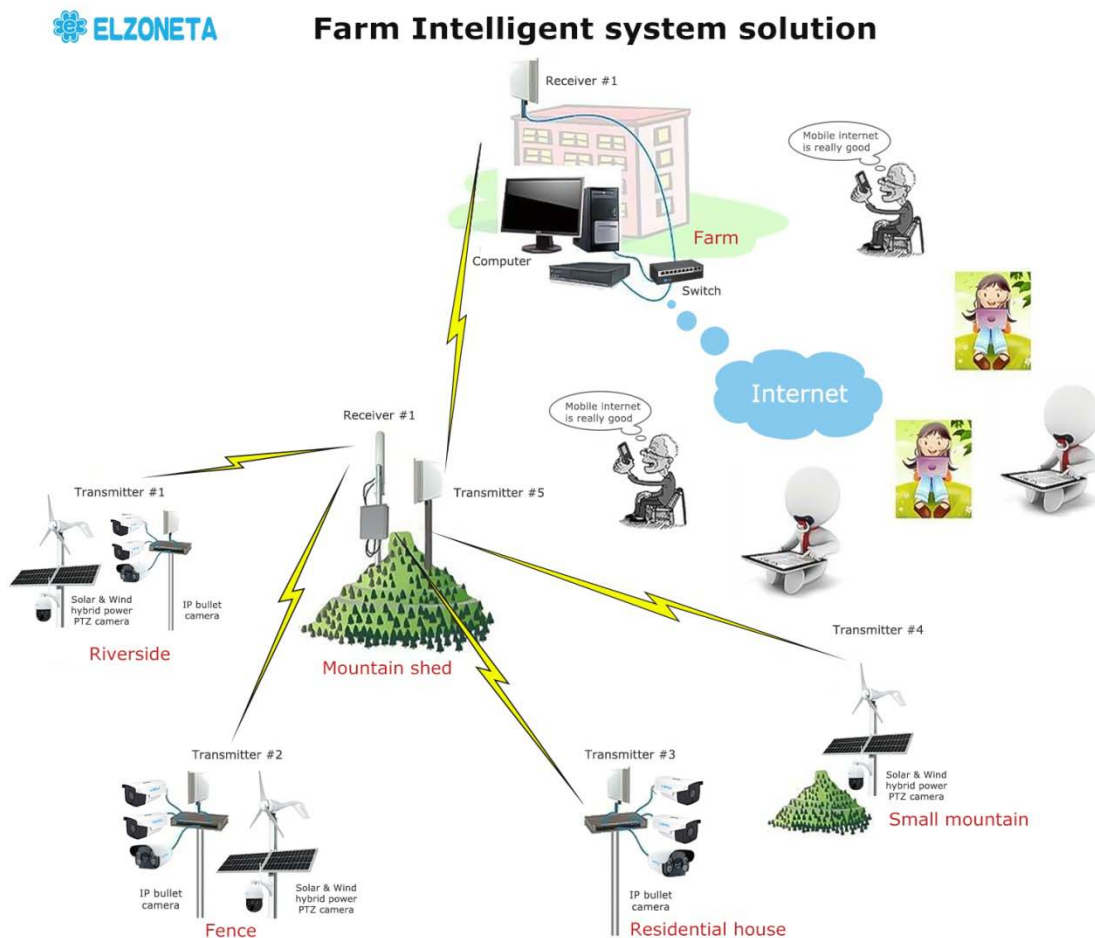 ELZONETA
Farm Intelligent system solution
Receiver #1
Mobile internet
is really good
Farm
Computer
Switch
Internet
Receiver #1
Mobile internet
is really good
Transmitter #1
Transmitter #5
Solar & Wind
hybrid power
PTZ camera
IP bullet
camera
Riverside
Mountain shed
Transmitter #4
Transmitter #2
Transmitter #3
Solar & Wind
hybrid power
PTZ camera
Small mountain
IP bullet
camera
Solar & Wind
hybrid power
PTZ camera
IP bullet
camera
Fence
Residential house